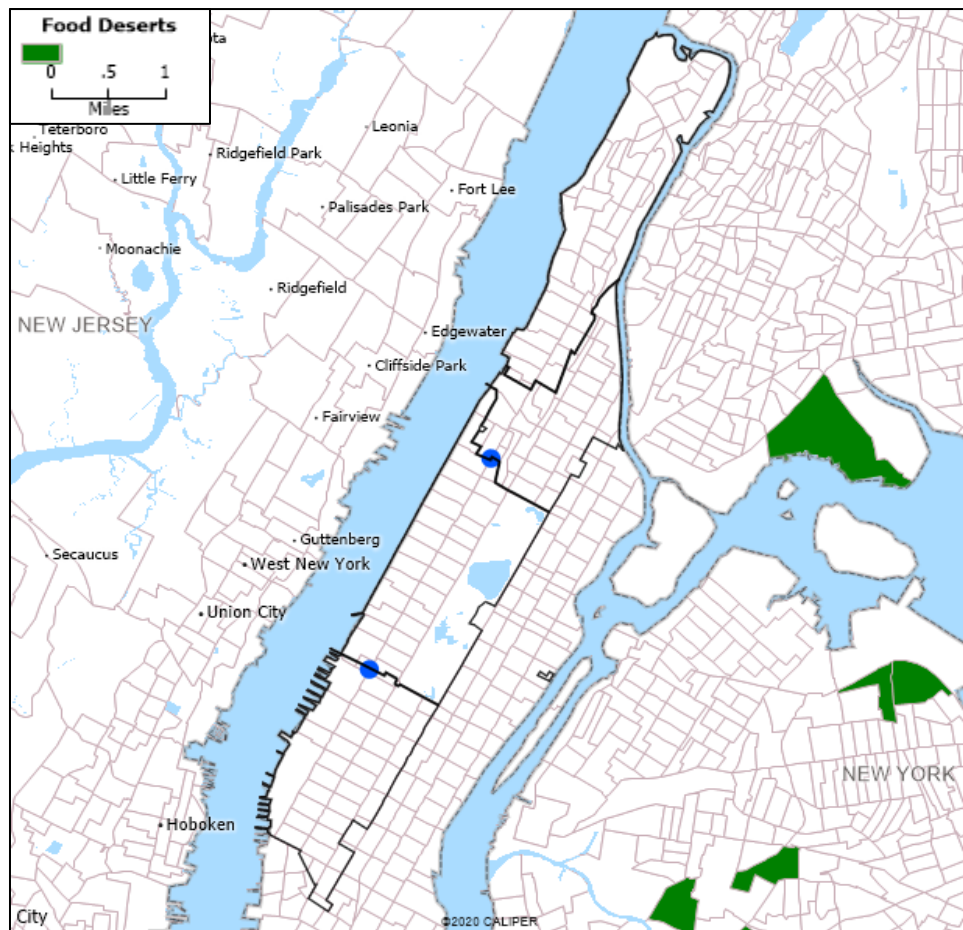 Food Deserts
0 .5 1
Miles
ota
Teterboro
k Heights
Leonia
Ridgefield Park
Little Ferry
Fort Lee
Palisades Park
Moonachie
Ridgefield
NEW JERSEY
Edgewater
Cliffside Park
Fairview
Guttenberg
Secaucus
West New York
Union City
NEW YORK
Hoboken
City
©2020 CALIPER